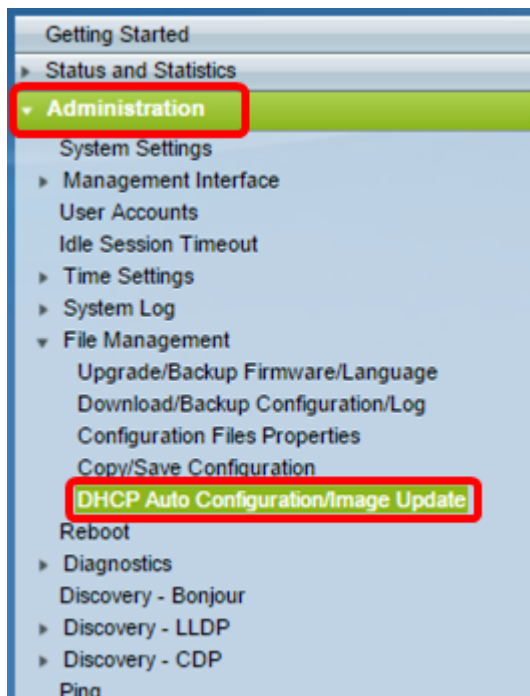 Getting Started
Status and Statistics
Administration
System Settings
Management Interface
User Accounts
Idle Session Timeout
Time Settings
System Log
File Management
Upgrade/Backup Firmware/Language
Download/Backup Configuration/Log
Configuration Files Properties
Copy/Save Configuration
DHCP Auto Configuration/Image Update
Reboot
Diagnostics
Discovery - Bonjour
Discovery - LLDP
Discovery - CDP
Ping